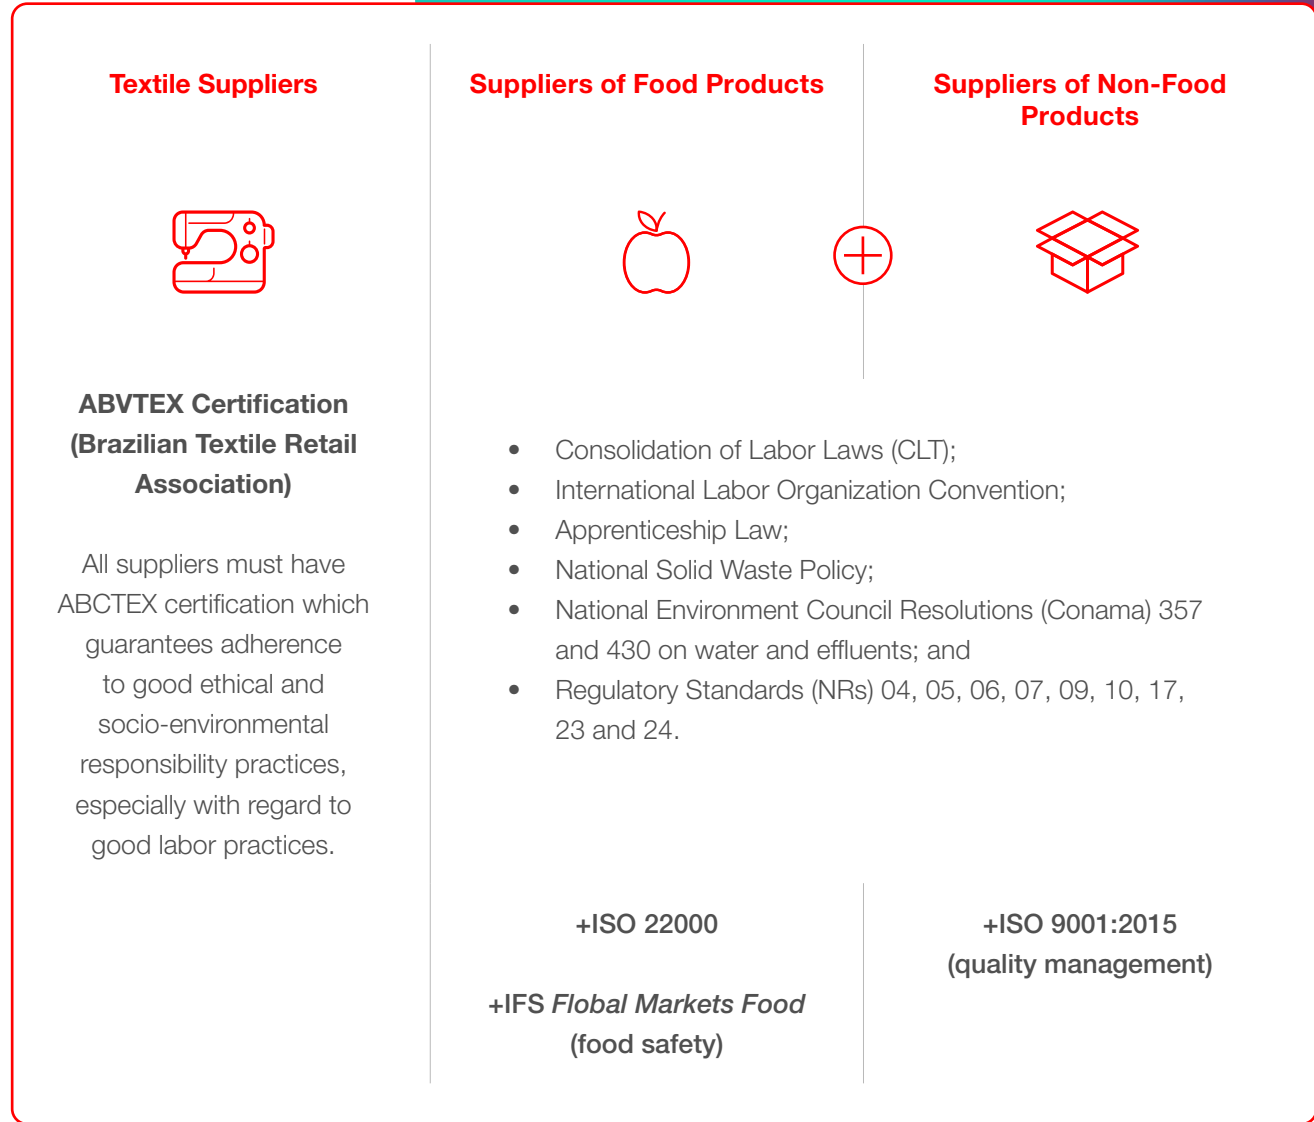 Textile Suppliers
ABVTEX Certification
(Brazilian Textile Retail
Association)
All suppliers must have
ABCTEX certification which
guarantees adherence
to good ethical and
socio-environmental
responsibility practices,
especially with regard to
good labor practices.
Suppliers of Food Products
Suppliers of Non-Food
Products
• Consolidation of Labor Laws (CLT);
• International Labor Organization Convention;
• Apprenticeship Law;
• National Solid Waste Policy;
• National Environment Council Resolutions (Conama) 357
and 430 on water and effluents; and
• Regulatory Standards (NRs) 04, 05, 06, 07, 09, 10, 17,
23 and 24.
+ISO 22000
+IFS Flobal Markets Food
(food safety)
+ISO 9001:2015
(quality management)